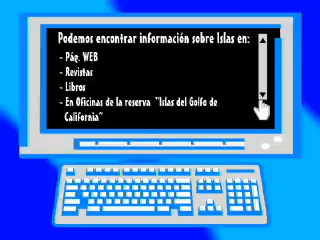 Podemos encontrar información sobre Islas en:
- Pág. WEB
- Revistas
- Libros
- En Oficinas de la reserva "Islas del Golfo de
California"